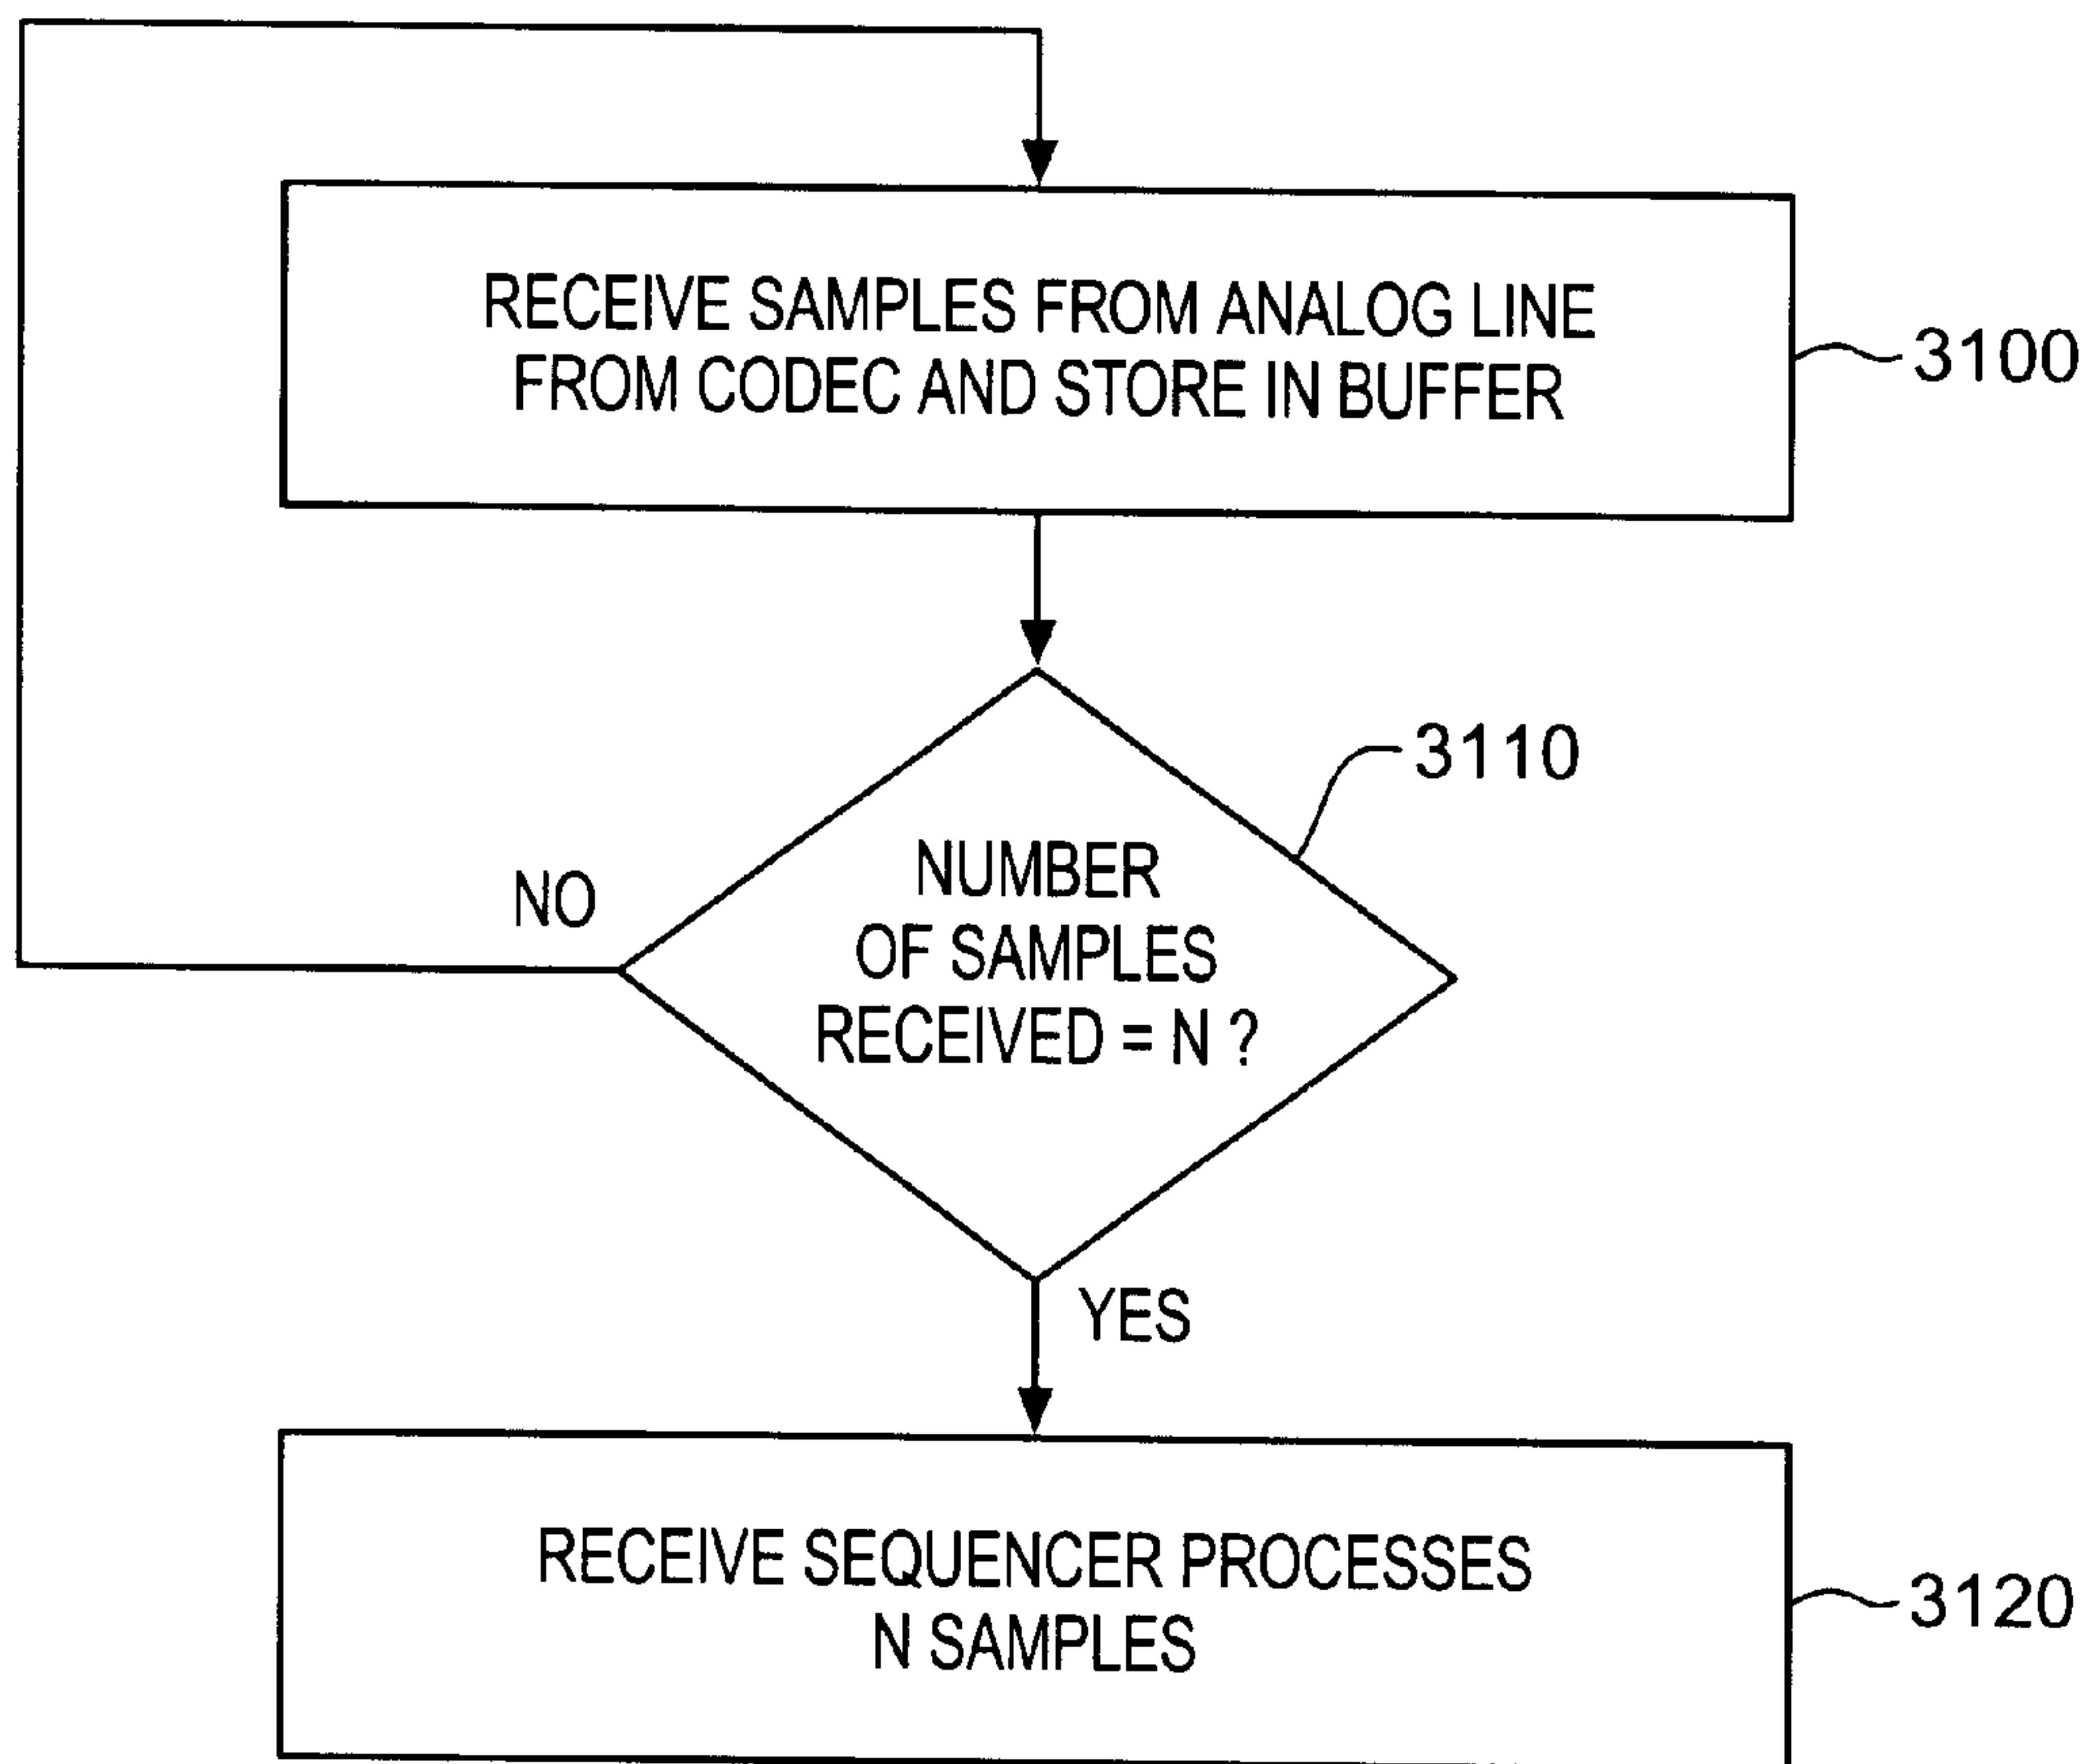 RECEIVE SAMPLES FROM ANALOG LINE
FROM CODEC AND STORE IN BUFFER
3100
3110
NUMBER
OF SAMPLES
RECEIVED = N ?
NO
YES
RECEIVE SEQUENCER PROCESSES
N SAMPLES
3120